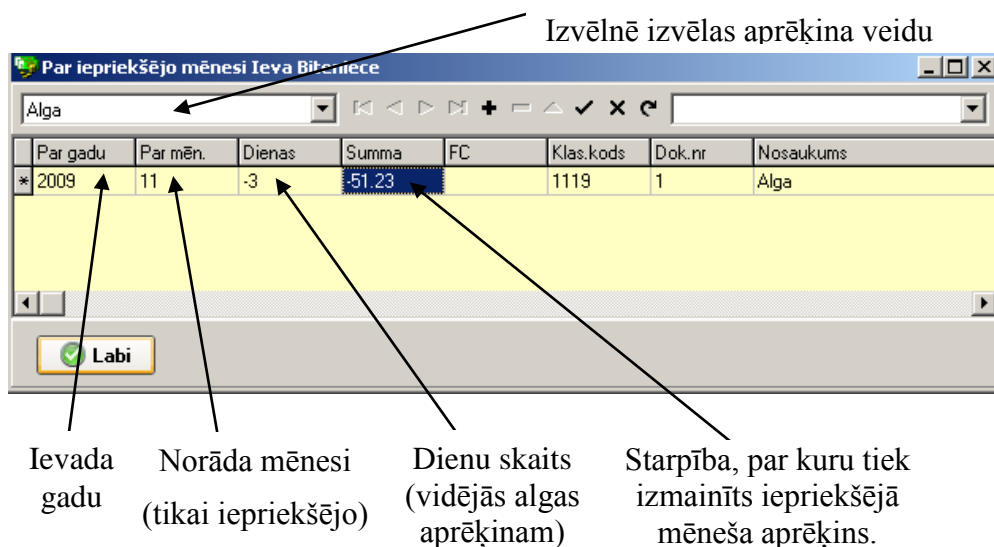 Izvēlnē izvēlas aprēķina veidu
Par iepriekšējo mēnesi Ieva Biteniece
Alga
Par gadu Par mēn. Dienas Summa FC Klas.kods Dok.nr Nosaukums
* 2009 11 -3 -51.23 1119 1 Alga
Labi
Ievada
gadu
Norāda mēnesi
(tikai iepriekšējo)
Dienu skaits
(vidējās algas
aprēķinam)
Starpība, par kuru tiek
izmainīts iepriekšējā
mēneša aprēķins.